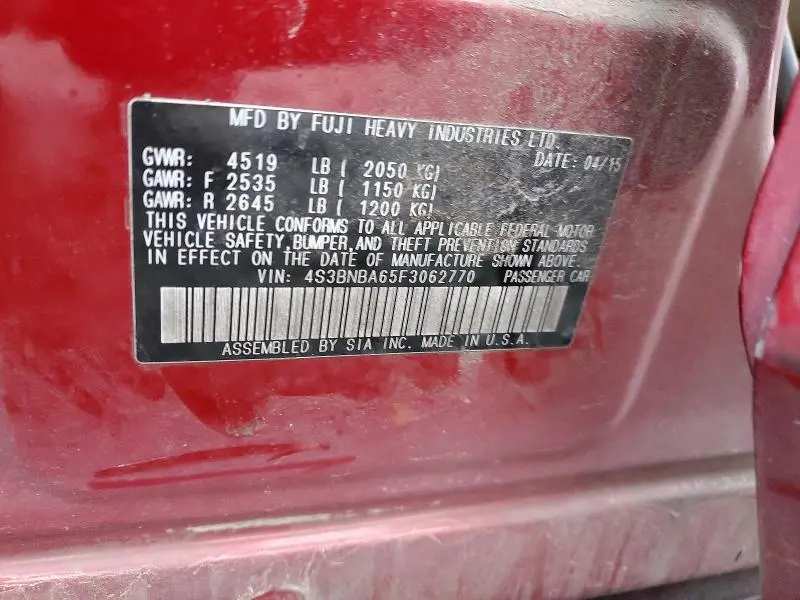 MFD BY FUJI HEAVY INDUSTRIES LTD.
DATE: 04/15
GVWR: 4519 LB ( 2050 KG)
GAWR: F 2535 LB ( 1150 KG)
GAWR: R 2645 LB ( 1200 KG)
THIS VEHICLE CONFORMS TO ALL APPLICABLE FEDERAL MOTOR
VEHICLE SAFETY, BUMPER, AND THEFT PREVENTION STANDARDS
IN EFFECT ON THE DATE OF MANUFACTURE SHOWN ABOVE.
VIN: 4S3BNBA65F3062770 PASSENGER CAR
ASSEMBLED BY SIA INC. MADE IN U.S.A.